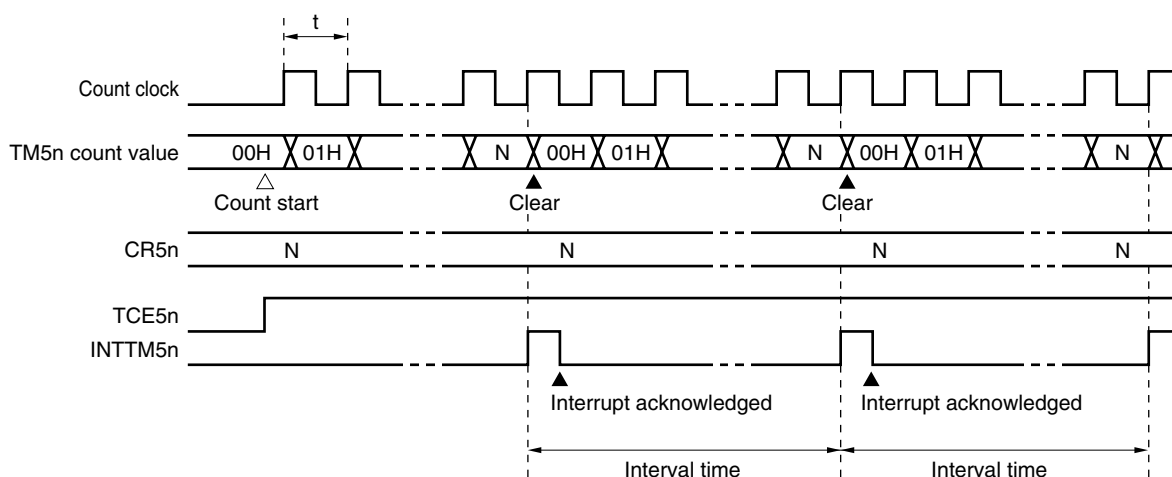 t
Count clock
TM5n count value 00H 01H N 00H 01H N 00H 01H N
Count start Clear Clear
CR5n N N N N
TCE5n
INTTM5n
Interrupt acknowledged Interrupt acknowledged
Interval time Interval time